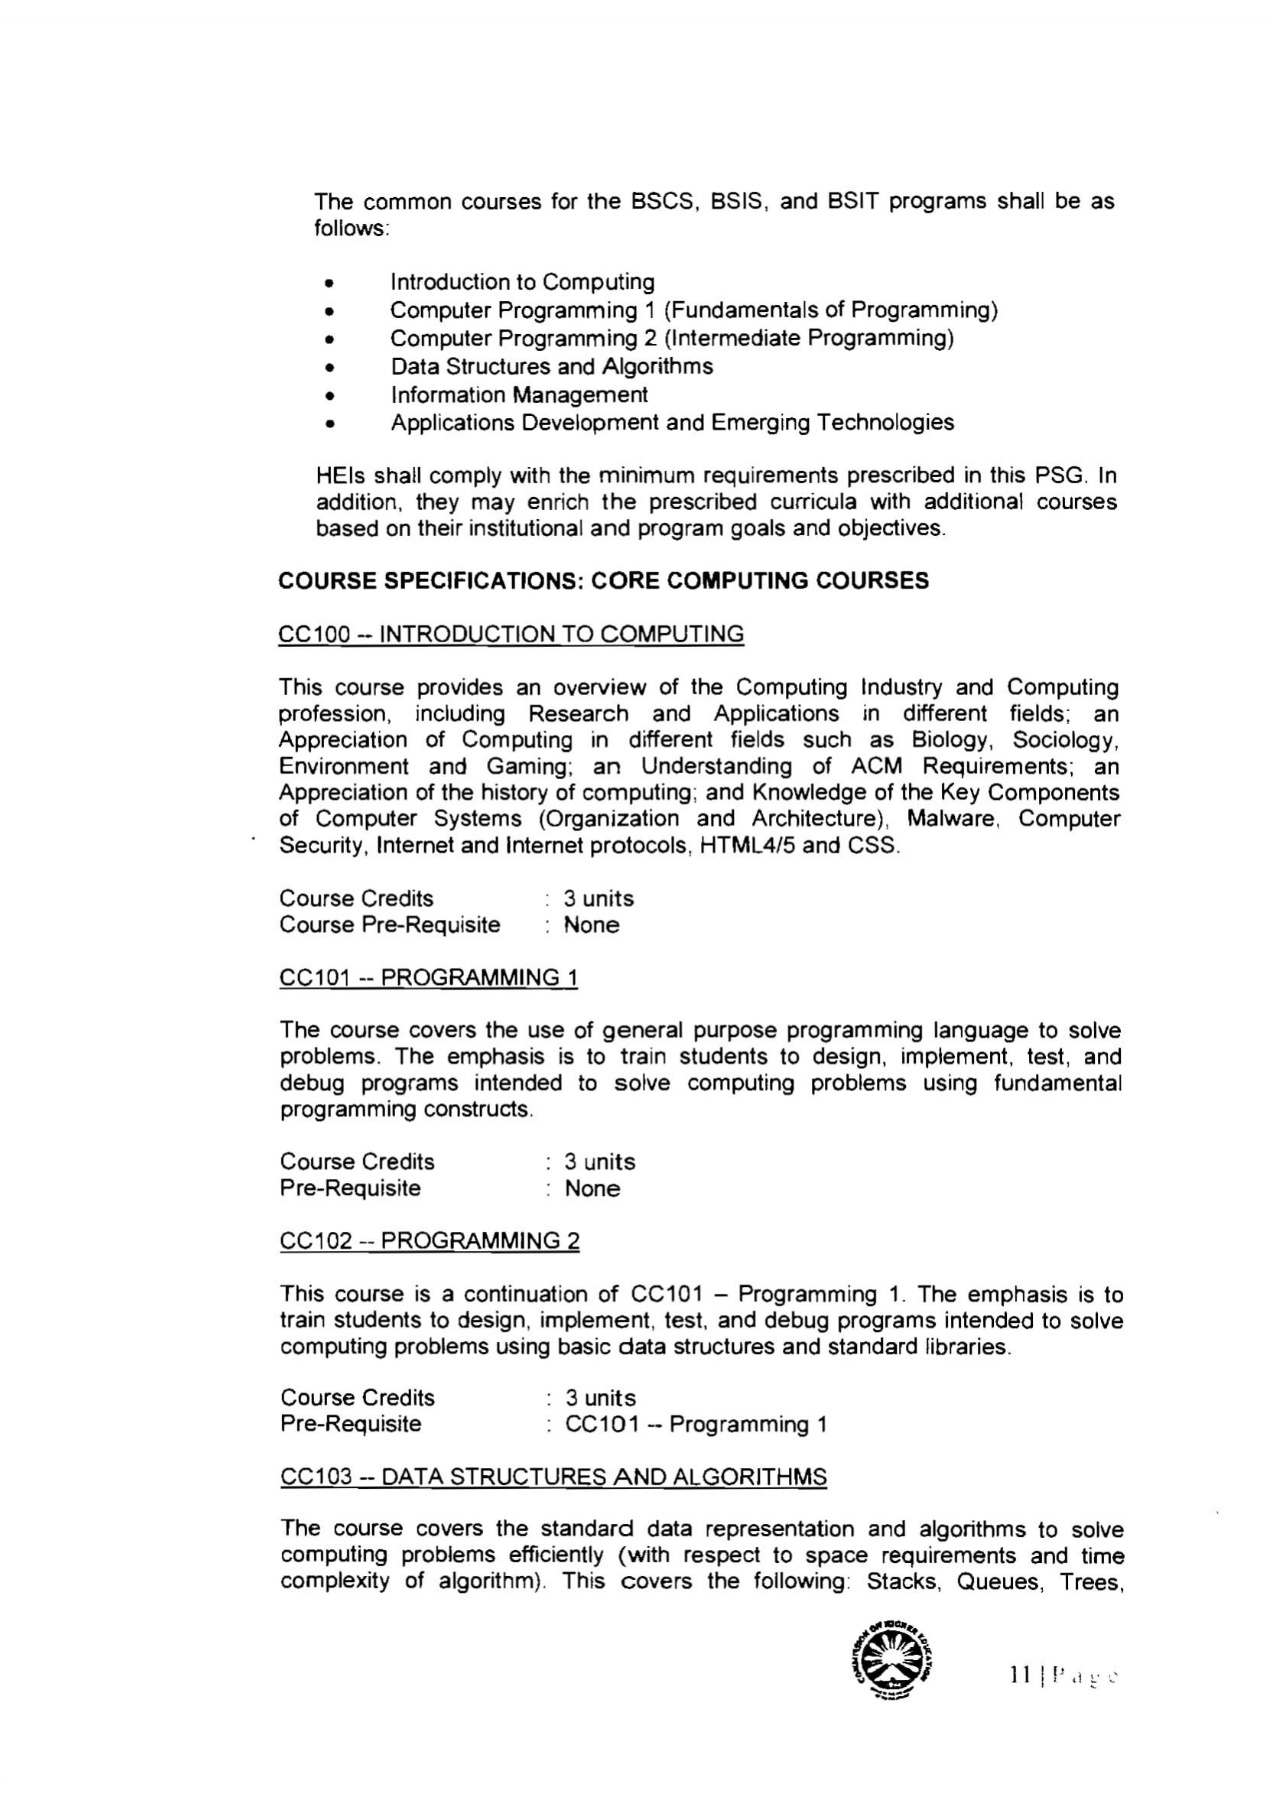 The common courses for the BSCS, BSIS, and BSIT programs shall be as
follows:
• Introduction to Computing
• Computer Programming 1 (Fundamentals of Programming)
• Computer Programming 2 (Intermediate Programming)
• Data Structures and Algorithms
• Information Management
• Applications Development and Emerging Technologies
HEIs shall comply with the minimum requirements prescribed in this PSG. In
addition, they may enrich the prescribed curricula with additional courses
based on their institutional and program goals and objectives.
COURSE SPECIFICATIONS: CORE COMPUTING COURSES
CC100 -- INTRODUCTION TO COMPUTING
This course provides an overview of the Computing Industry and Computing
profession, including Research and Applications in different fields; an
Appreciation of Computing in different fields such as Biology, Sociology,
Environment and Gaming; an Understanding of ACM Requirements; an
Appreciation of the history of computing; and Knowledge of the Key Components
of Computer Systems (Organization and Architecture), Malware, Computer
Security, Internet and Internet protocols, HTML4/5 and CSS.
Course Credits : 3 units
Course Pre-Requisite : None
CC101 -- PROGRAMMING 1
The course covers the use of general purpose programming language to solve
problems. The emphasis is to train students to design, implement, test, and
debug programs intended to solve computing problems using fundamental
programming constructs.
Course Credits : 3 units
Pre-Requisite : None
CC102 -- PROGRAMMING 2
This course is a continuation of CC101 – Programming 1. The emphasis is to
train students to design, implement, test, and debug programs intended to solve
computing problems using basic data structures and standard libraries.
Course Credits : 3 units
Pre-Requisite : CC101 -- Programming 1
CC103 -- DATA STRUCTURES AND ALGORITHMS
The course covers the standard data representation and algorithms to solve
computing problems efficiently (with respect to space requirements and time
complexity of algorithm). This covers the following: Stacks, Queues, Trees,
COMMISSION ON HIGHER EDUCATION
11 | Page